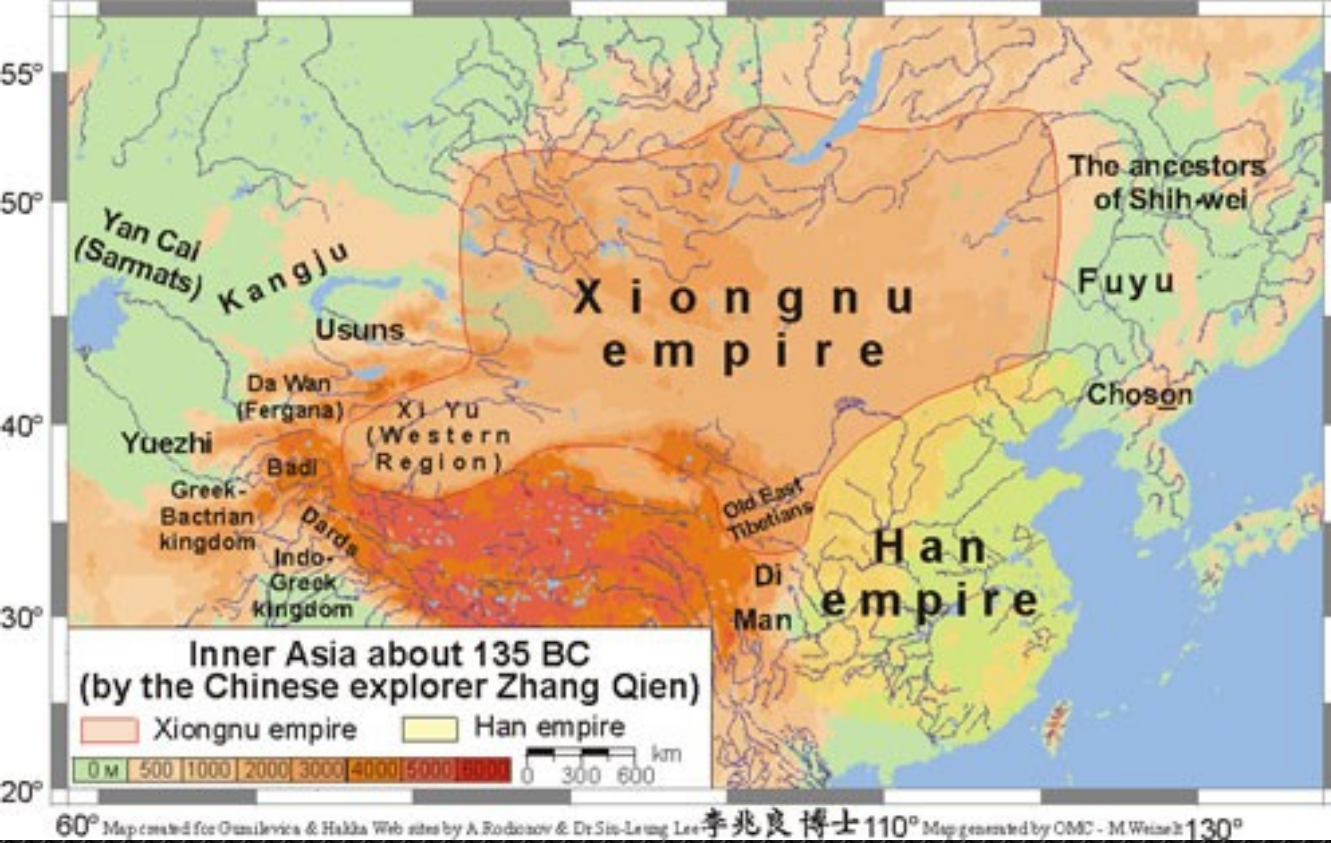 55°
50°
40°
30°
20°
60°
110°
130°
The ancestors
of Shih-wei
Yan Cai
(Sarmats)
Kangju
Fuyu
Xiongnu
empire
Usuns
Da Wan
(Fergana)
Choson
Xi Yu
(Western
Region)
Yuezhi
Badl
Greek-
Bactrian
kingdom
Dards
Old East
Tibetians
Indo-
Greek
kingdom
Han
empire
Di
Man
Inner Asia about 135 BC
(by the Chinese explorer Zhang Qien)
Xiongnu empire
Han empire
0 м 500 1000 2000 3000 4000 5000 6000
km
0 300 600
Map created for Gumilevica & Hakka Web sites by A Rodionov & Dr Siu-Leung Lee 李兆良博士
Map generated by OMC - M.Weinelt